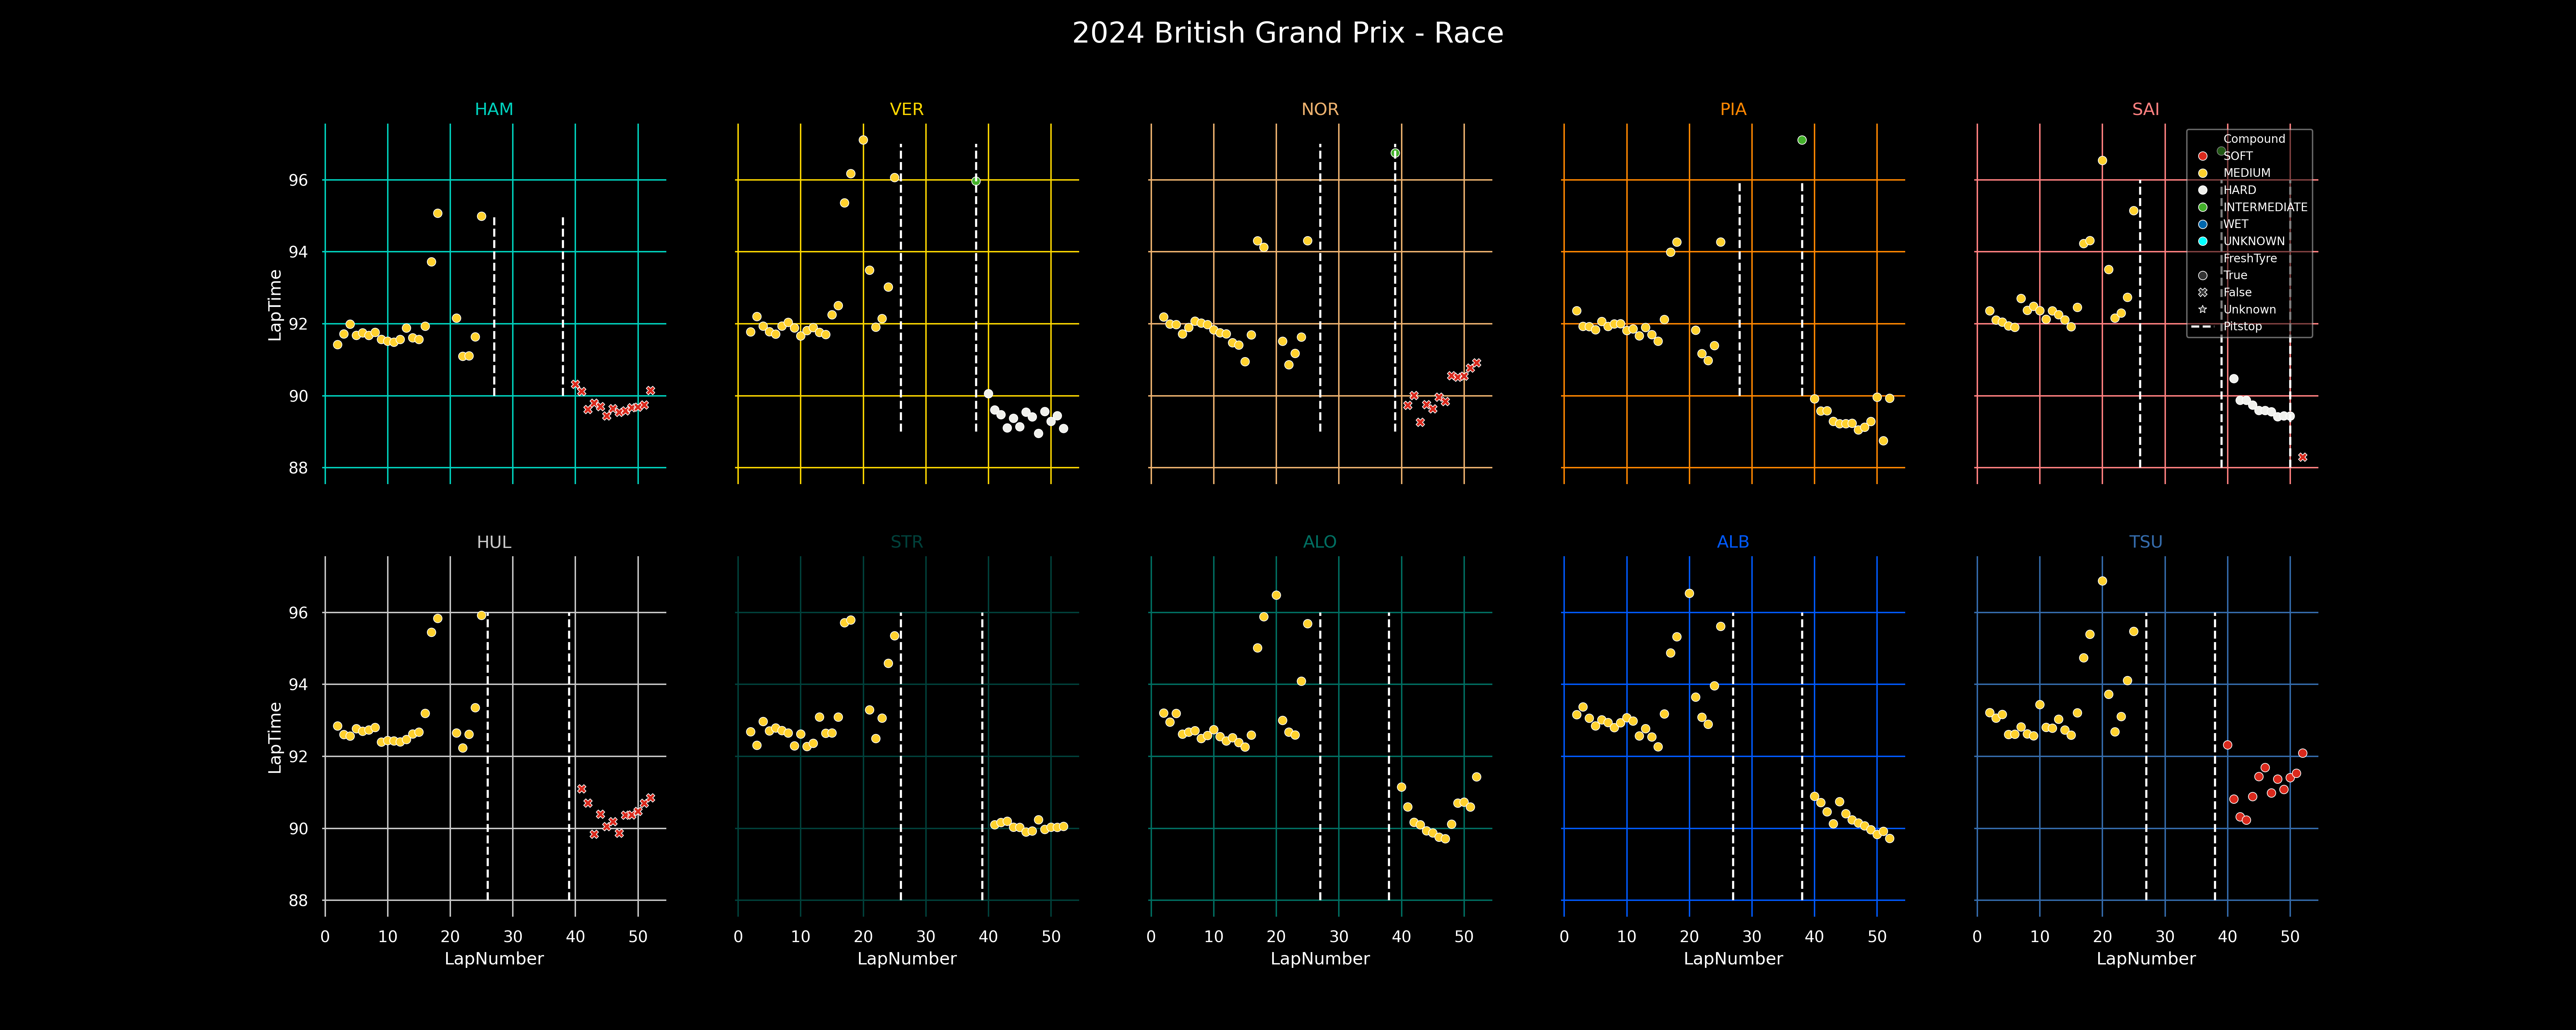 2024 British Grand Prix - Race
HAM
VER
NOR
PIA
SAI
LapTime
96
94
92
90
88
Compound
SOFT
MEDIUM
HARD
INTERMEDIATE
WET
UNKNOWN
FreshTyre
True
False
Unknown
Pitstop
HUL
STR
ALO
ALB
TSU
LapTime
96
94
92
90
88
0 10 20 30 40 50
0 10 20 30 40 50
0 10 20 30 40 50
0 10 20 30 40 50
0 10 20 30 40 50
LapNumber
LapNumber
LapNumber
LapNumber
LapNumber